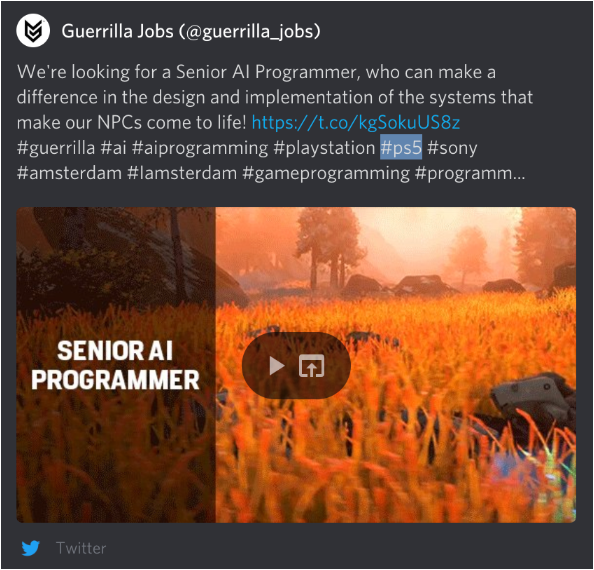 Guerrilla Jobs (@guerrilla_jobs)
We're looking for a Senior AI Programmer, who can make a
difference in the design and implementation of the systems that
make our NPCs come to life! https://t.co/kgSokuUS8z
#guerrilla #ai #aiprogramming #playstation #ps5 #sony
#amsterdam #Iamsterdam #gameprogramming #programm...
SENIOR AI
PROGRAMMER
Twitter